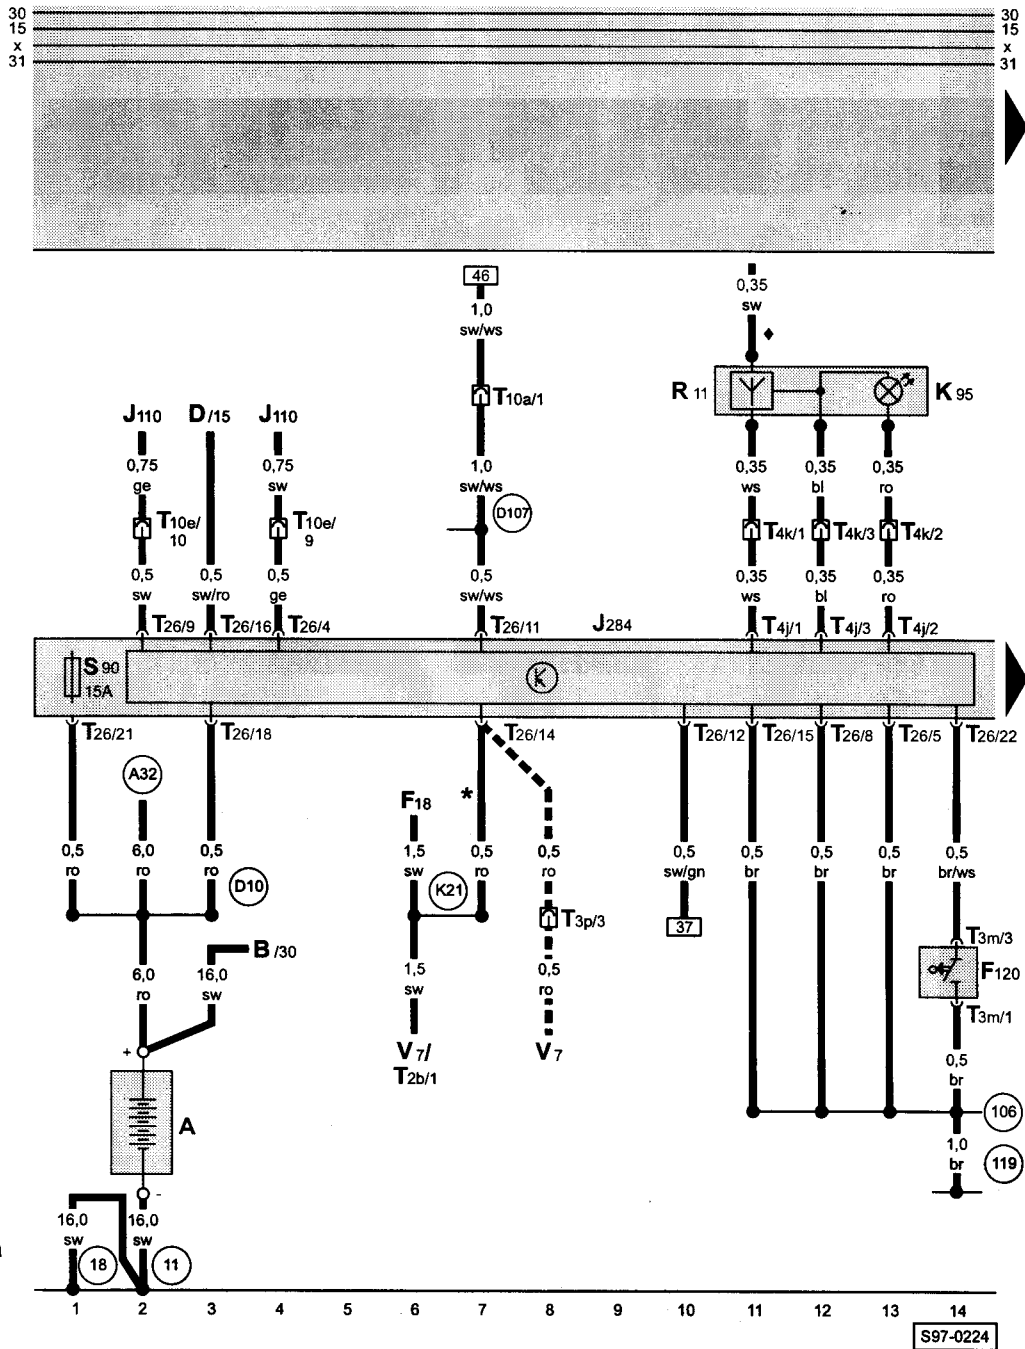 30 30
15 15
x x
31 31
46
1,0 0,35
sw/ws sw
♦
R 11 K 95
T10a/1
J110 D/15 J110
0,75 0,75 1,0 0,35 0,35 0,35
ge sw sw/ws ws bl ro
D107
T10e/10 T10e/9 T4k/1 T4k/3 T4k/2
0,5 0,5 0,5 0,5 0,35 0,35 0,35
sw sw/ro ge sw/ws ws bl ro
T26/9 T26/16 T26/4 T26/11 J284 T4j/1 T4j/3 T4j/2
S 90
15A
T26/21 T26/18 T26/14 T26/12 T26/15 T26/8 T26/5 T26/22
A32
F18 *
0,5 6,0 0,5 1,5 0,5 0,5 0,5 0,5 0,5 0,5 0,5
ro ro ro sw ro ro sw/gn br br br br/ws
D10 K21
T3p/3 37
T3m/3
B /30
6,0 16,0 1,5 0,5
ro sw sw ro
F120
T3m/1
+
V7/ V7
T2b/1
0,5
br
A
106
1,0
br
119
-
16,0 16,0
sw sw
18 11
1 2 3 4 5 6 7 8 9 10 11 12 13 14
S97-0224